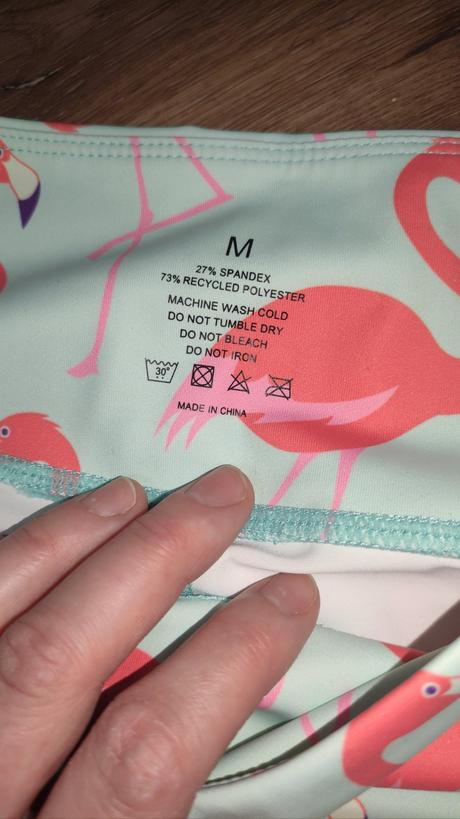 M
27% SPANDEX
73% RECYCLED POLYESTER
MACHINE WASH COLD
DO NOT TUMBLE DRY
DO NOT BLEACH
DO NOT IRON
30°
MADE IN CHINA